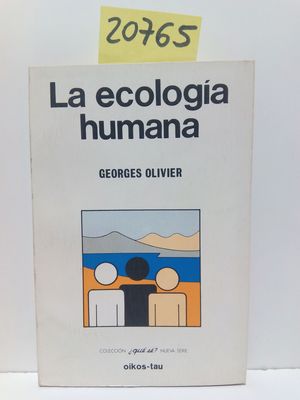 20765
La ecología
humana
GEORGES OLIVIER
COLECCIÓN ¿qué sé? NUEVA SERIE
oikos-tau